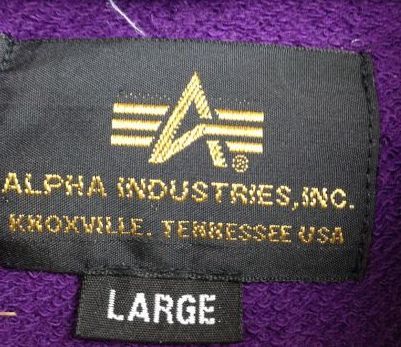 A®
ALPHA INDUSTRIES, INC.
KNOXVILLE. TENNESSEE USA
LARGE